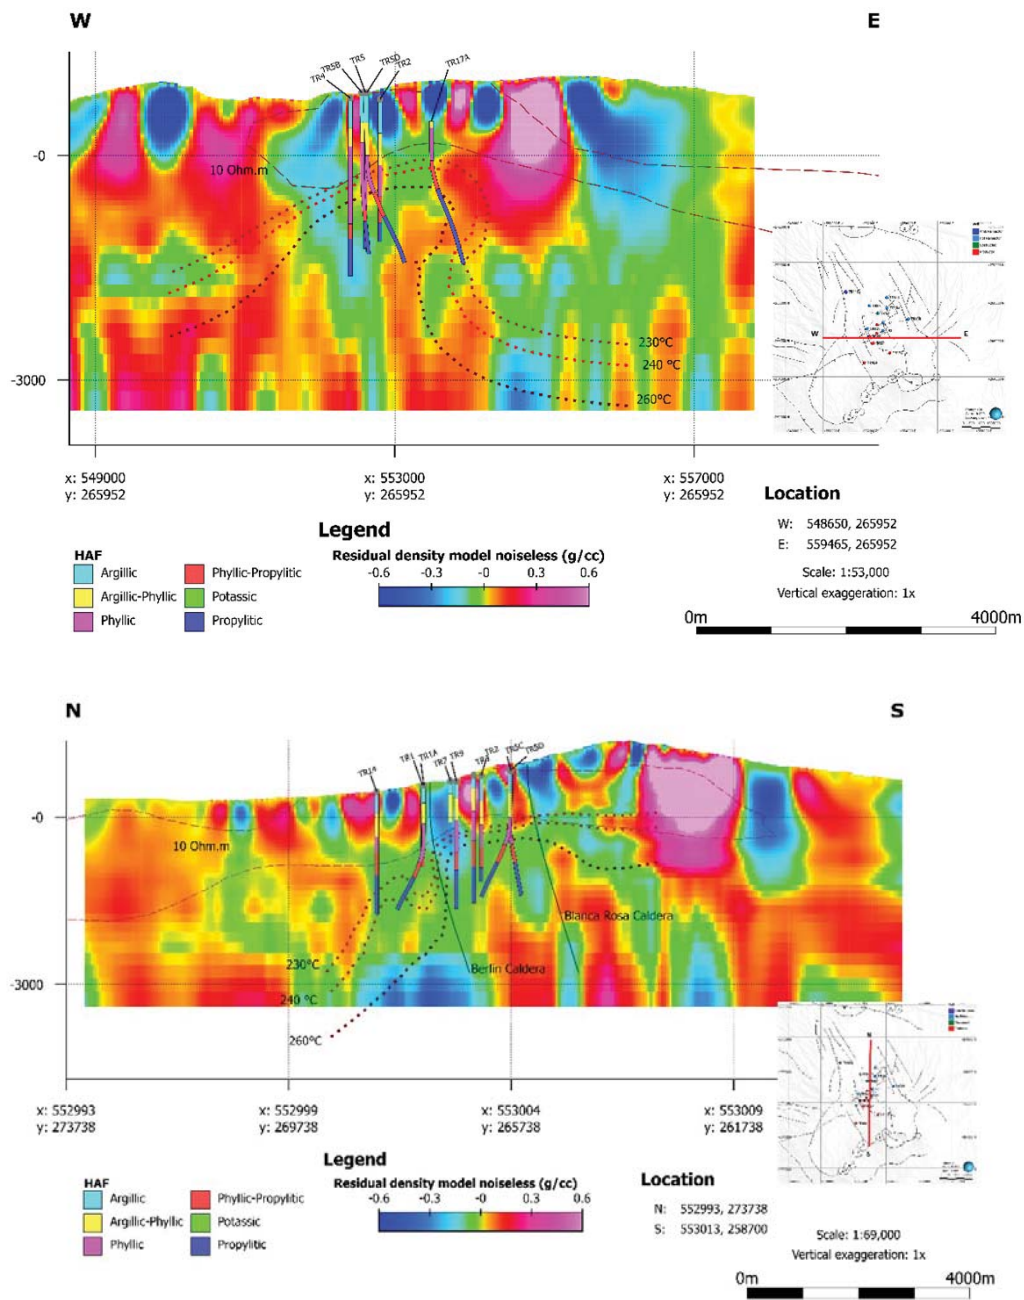 W
E
TR4
TR5B
TR5
TR5D
TR2
TR17A
-0
10 Ohm.m
-3000
230°C
240 °C
260°C
W
E
x: 549000
y: 265952
x: 553000
y: 265952
x: 557000
y: 265952
Location
W: 548650, 265952
E: 559465, 265952
Scale: 1:53,000
Vertical exaggeration: 1x
0m
4000m
Legend
HAF
Argillic
Phyllic-Propylitic
Argillic-Phyllic
Potassic
Phyllic
Propylitic
Residual density model noiseless (g/cc)
-0.6 -0.3 -0 0.3 0.6
N
S
TR14
TR1
TR1A
TR7
TR9
TR2
TR5C
TR5D
-0
10 Ohm.m
Blanca Rosa Caldera
Berlin Caldera
230°C
-3000
240 °C
260°C
N
S
x: 552993
y: 273738
x: 552999
y: 269738
x: 553004
y: 265738
x: 553009
y: 261738
Legend
HAF
Argillic
Phyllic-Propylitic
Argillic-Phyllic
Potassic
Phyllic
Propylitic
Residual density model noiseless (g/cc)
-0.6 -0.3 -0 0.3 0.6
Location
N: 552993, 273738
S: 553013, 258700
Scale: 1:69,000
Vertical exaggeration: 1x
0m
4000m